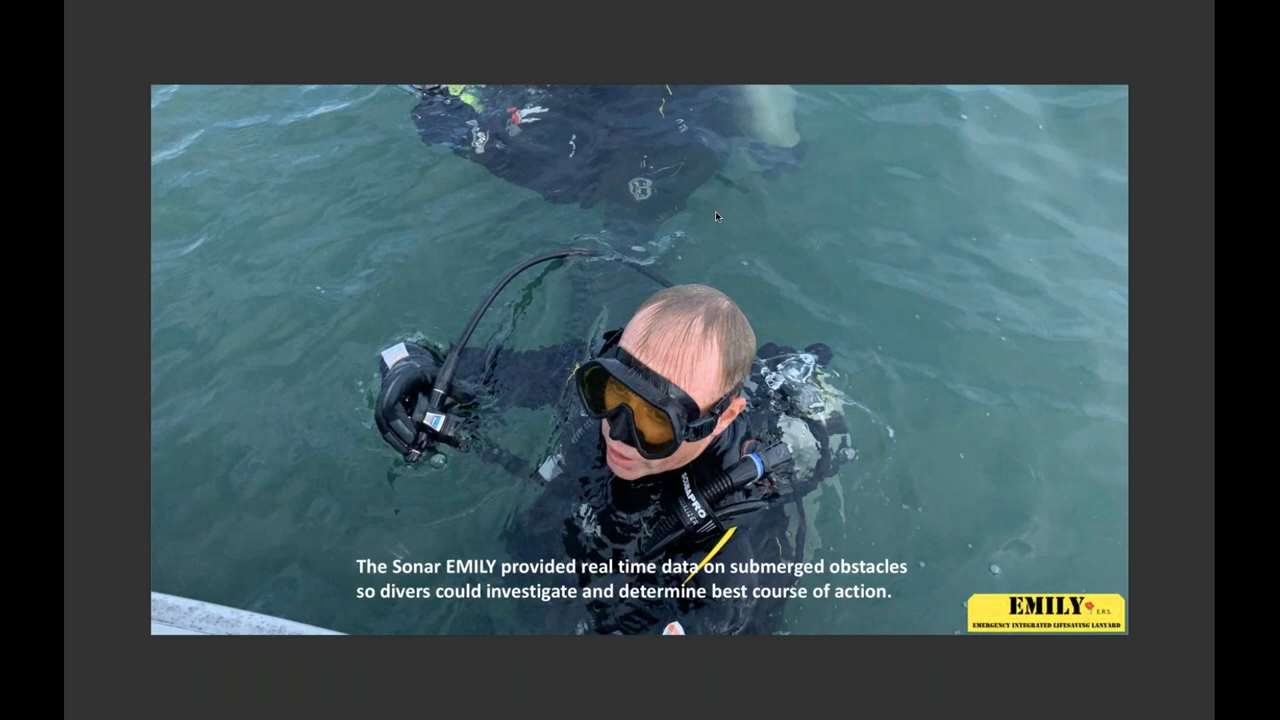 SCUBAPRO
The Sonar EMILY provided real time data on submerged obstacles
so divers could investigate and determine best course of action.
EMILY E.R.S.
EMERGENCY INTEGRATED LIFESAVING LANYARD